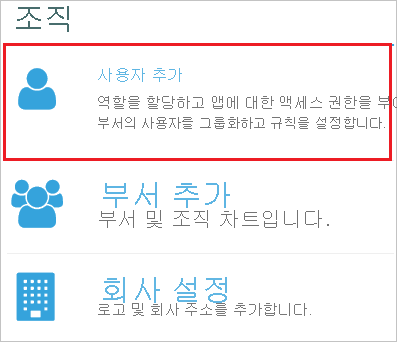 조직
사용자 추가
역할을 할당하고 앱에 대한 액세스 권한을
부서의 사용자를 그룹화하고 규칙을 설정합니다.
부서 추가
부서 및 조직 차트입니다.
회사 설정
로고 및 회사 주소를 추가합니다.